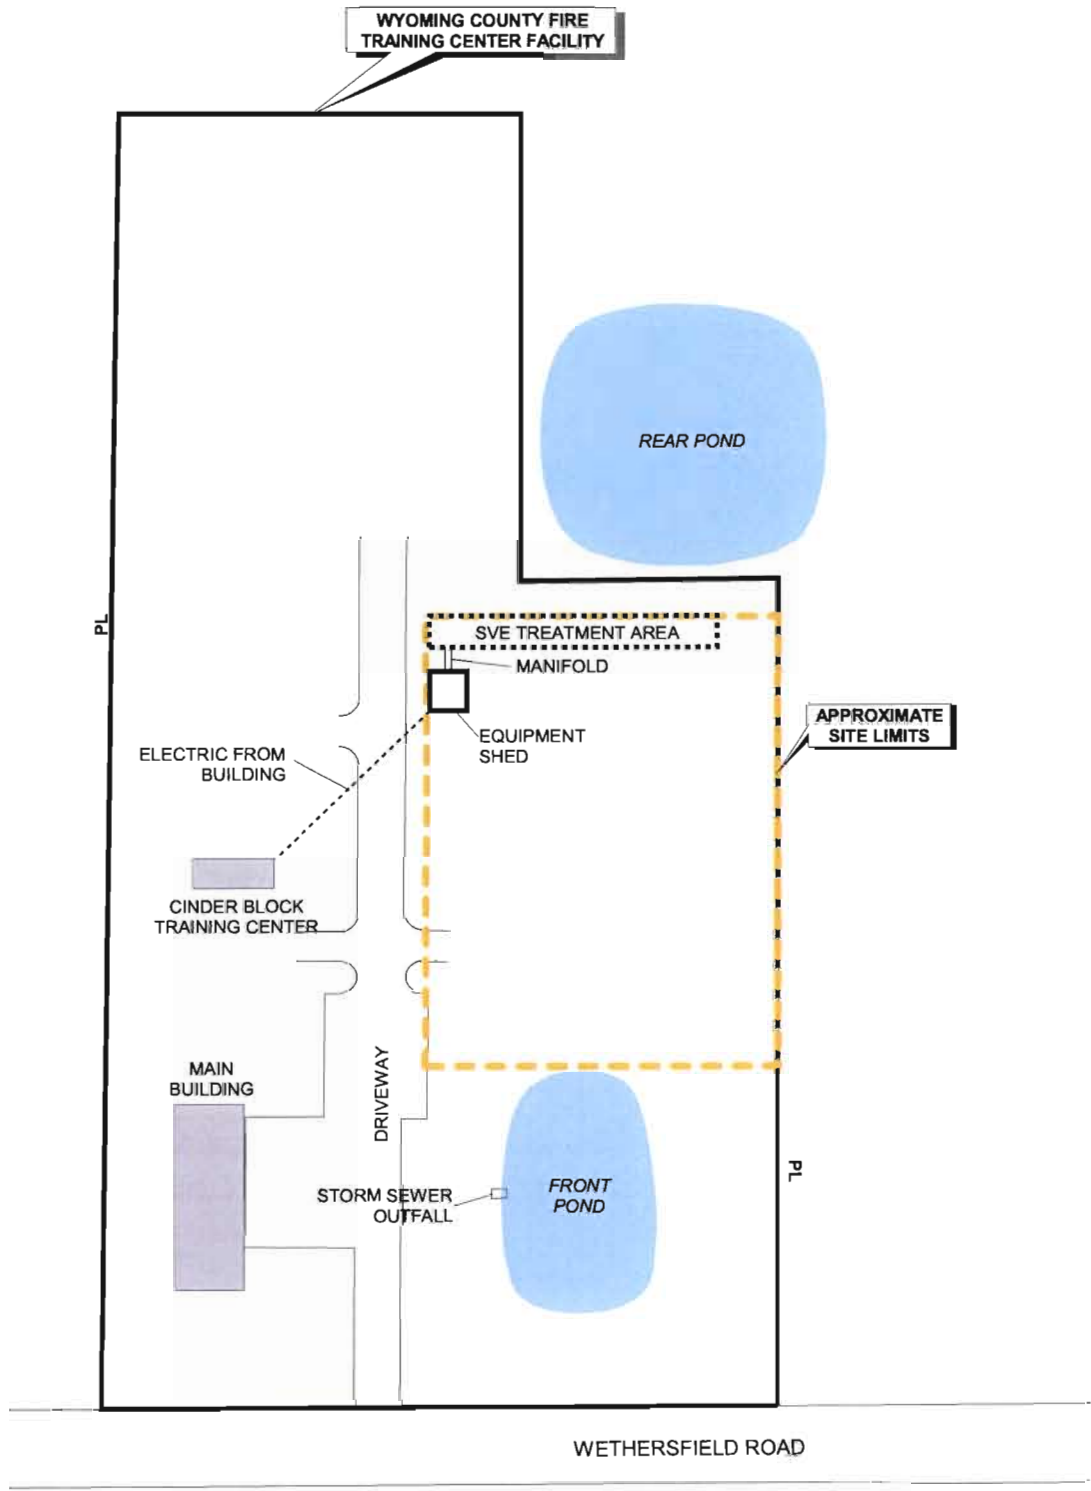 WYOMING COUNTY FIRE
TRAINING CENTER FACILITY
REAR POND
PL
SVE TREATMENT AREA
MANIFOLD
EQUIPMENT
SHED
APPROXIMATE
SITE LIMITS
ELECTRIC FROM
BUILDING
CINDER BLOCK
TRAINING CENTER
MAIN
BUILDING
DRIVEWAY
PL
STORM SEWER
OUTFALL
FRONT
POND
WETHERSFIELD ROAD